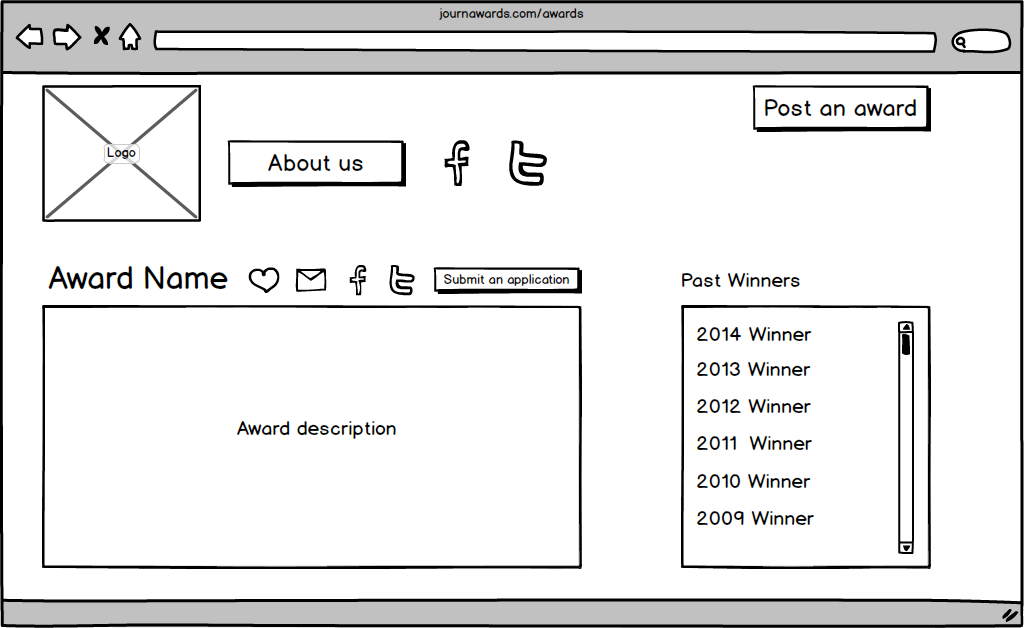 journawards.com/awards
Post an award
Logo
About us
Award Name
Submit an application
Past Winners
Award description
2014 Winner
2013 Winner
2012 Winner
2011 Winner
2010 Winner
2009 Winner